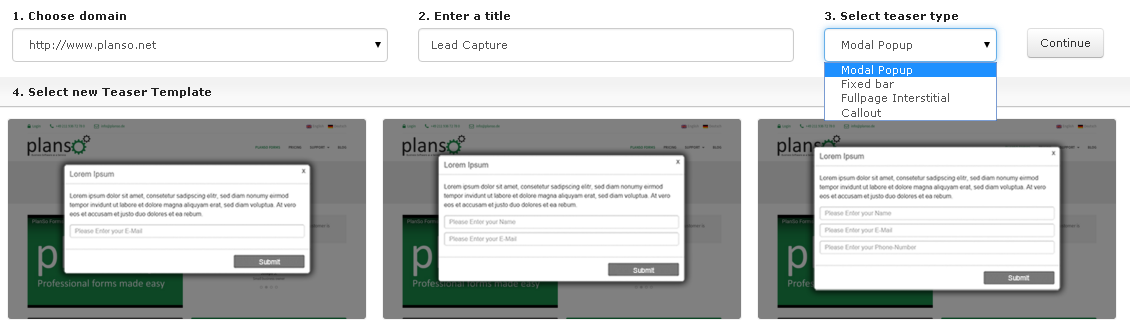 1. Choose domain
2. Enter a title
3. Select teaser type
http://www.planso.net
Lead Capture
Modal Popup
Continue
Modal Popup
Fixed bar
Fullpage Interstitial
Callout
4. Select new Teaser Template
planso
Lorem Ipsum
x
Lorem ipsum dolor sit amet, consetetur sadipscing elitr, sed diam nonumy eirmod
tempor invidunt ut labore et dolore magna aliquyam erat, sed diam voluptua. At vero
eos et accusam et justo duo dolores et ea rebum.
Please Enter your E-Mail
Submit
Professional forms made easy
planso
Lorem Ipsum
x
Lorem ipsum dolor sit amet, consetetur sadipscing elitr, sed diam nonumy eirmod
tempor invidunt ut labore et dolore magna aliquyam erat, sed diam voluptua. At vero
eos et accusam et justo duo dolores et ea rebum.
Please Enter your Name
Please Enter your E-Mail
Submit
Professional forms made easy
planso
Lorem Ipsum
x
Lorem ipsum dolor sit amet, consetetur sadipscing elitr, sed diam nonumy eirmod
tempor invidunt ut labore et dolore magna aliquyam erat, sed diam voluptua. At vero
eos et accusam et justo duo dolores et ea rebum.
Please Enter your Name
Please Enter your E-Mail
Please Enter your Phone-Number
Submit